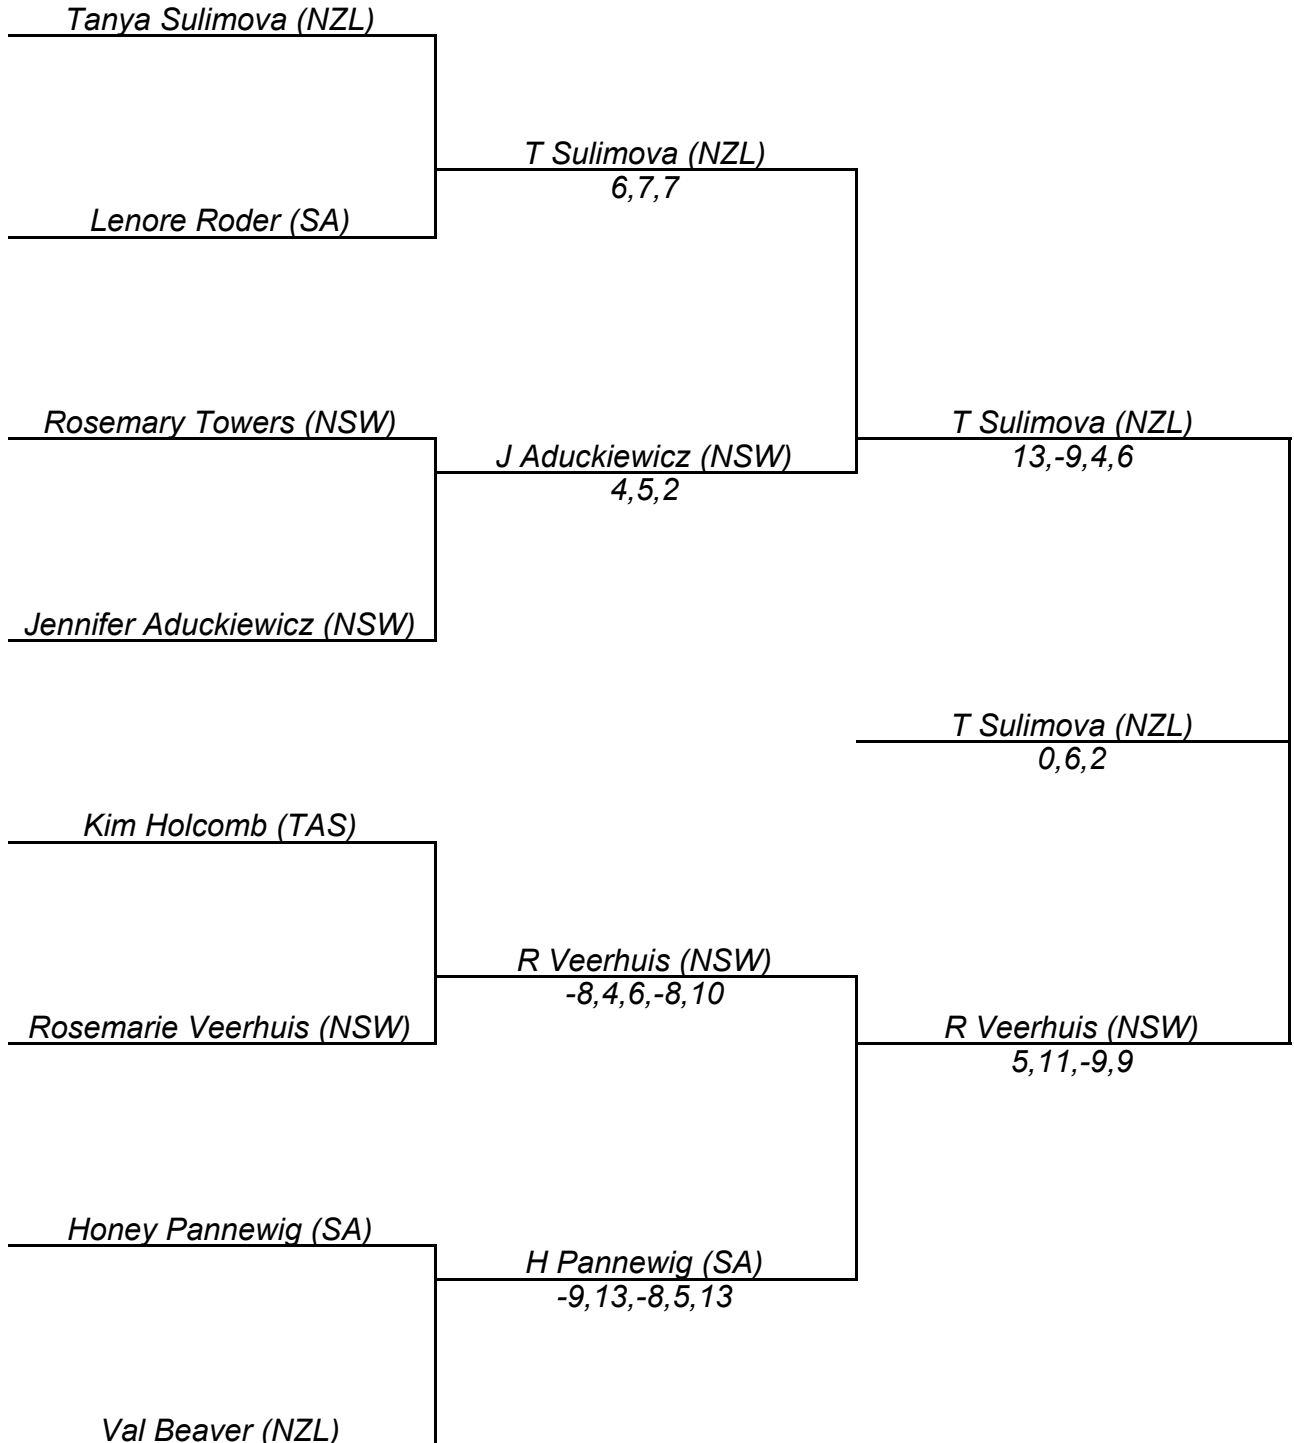 Tanya Sulimova (NZL)
T Sulimova (NZL)
6,7,7
Lenore Roder (SA)
Rosemary Towers (NSW)
T Sulimova (NZL)
J Aduckiewicz (NSW)
13,-9,4,6
4,5,2
Jennifer Aduckiewicz (NSW)
T Sulimova (NZL)
0,6,2
Kim Holcomb (TAS)
R Veerhuis (NSW)
-8,4,6,-8,10
Rosemarie Veerhuis (NSW)
R Veerhuis (NSW)
5,11,-9,9
Honey Pannewig (SA)
H Pannewig (SA)
-9,13,-8,5,13
Val Beaver (NZL)